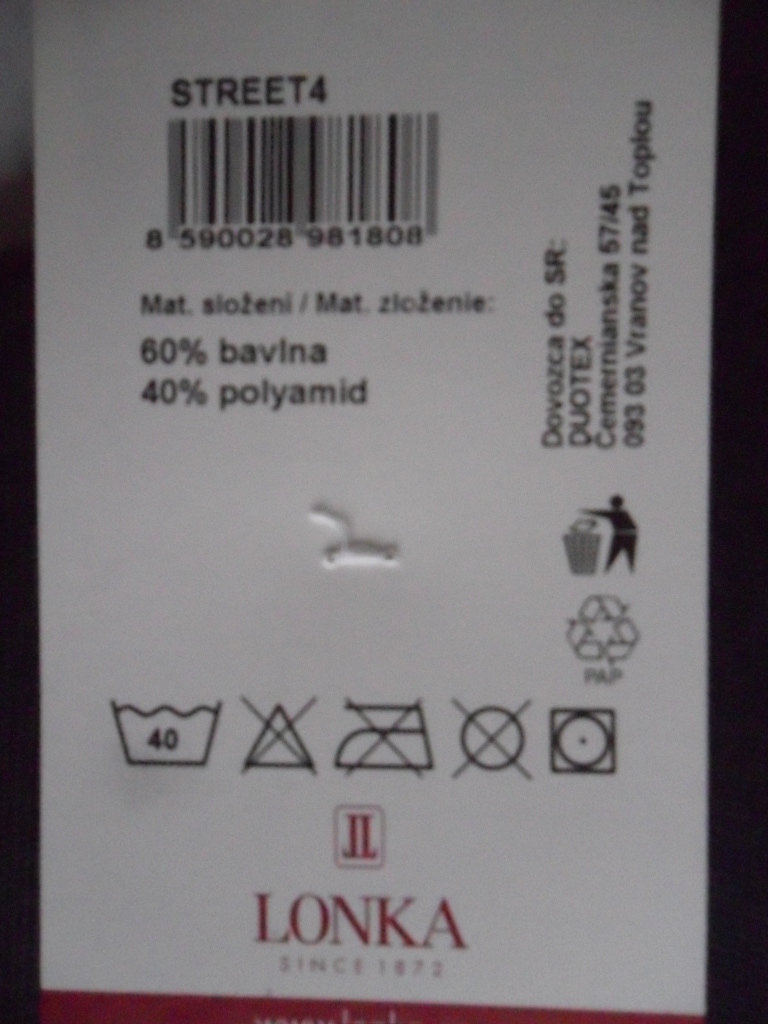 STREET4
8 590028 981808
Mat. složení / Mat. zloženie:
60% bavlna
40% polyamid
Dovozca do SR:
DUOTEX
Čemernianska 57/45
093 03 Vranov nad Topľou
PAP
40
LONKA
SINCE 1872